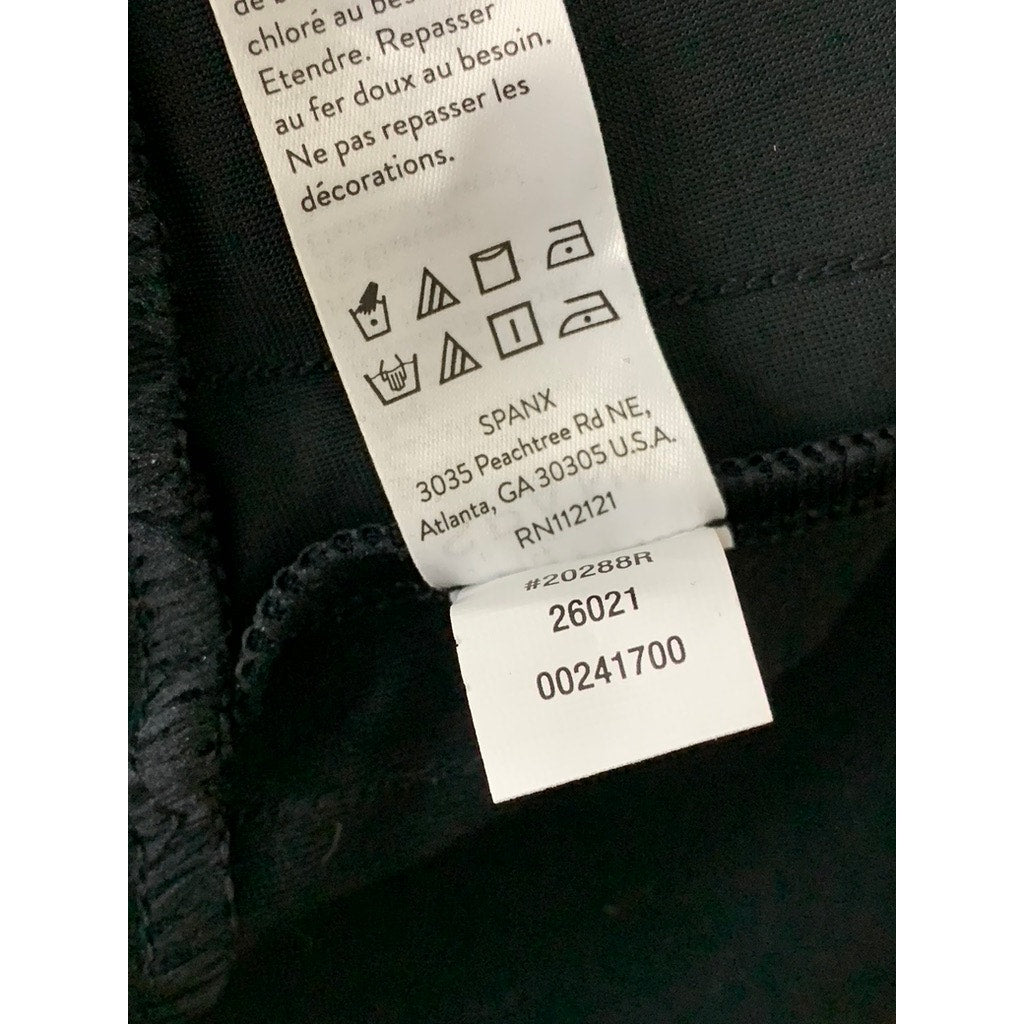 chloré au
Etendre. Repasser
au fer doux au besoin.
Ne pas repasser les
décorations.
SPANX
3035 Peachtree Rd NE,
Atlanta, GA 30305 U.S.A.
RN112121
#20288R
26021
00241700